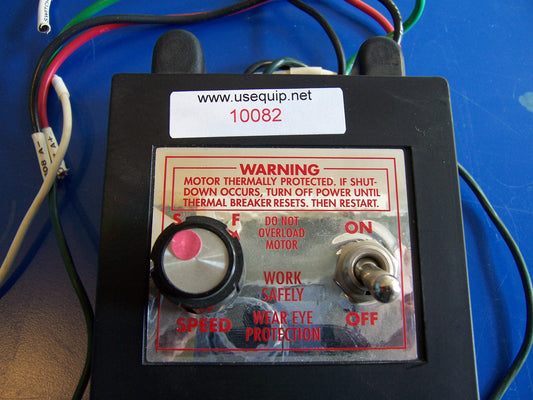 www.usequip.net
10082
WARNING
MOTOR THERMALLY PROTECTED. IF SHUT-
DOWN OCCURS, TURN OFF POWER UNTIL
THERMAL BREAKER RESETS. THEN RESTART.
S F
DO NOT
OVERLOAD
MOTOR
ON
WORK
SAFELY
SPEED
WEAR EYE
PROTECTION
OFF
A+